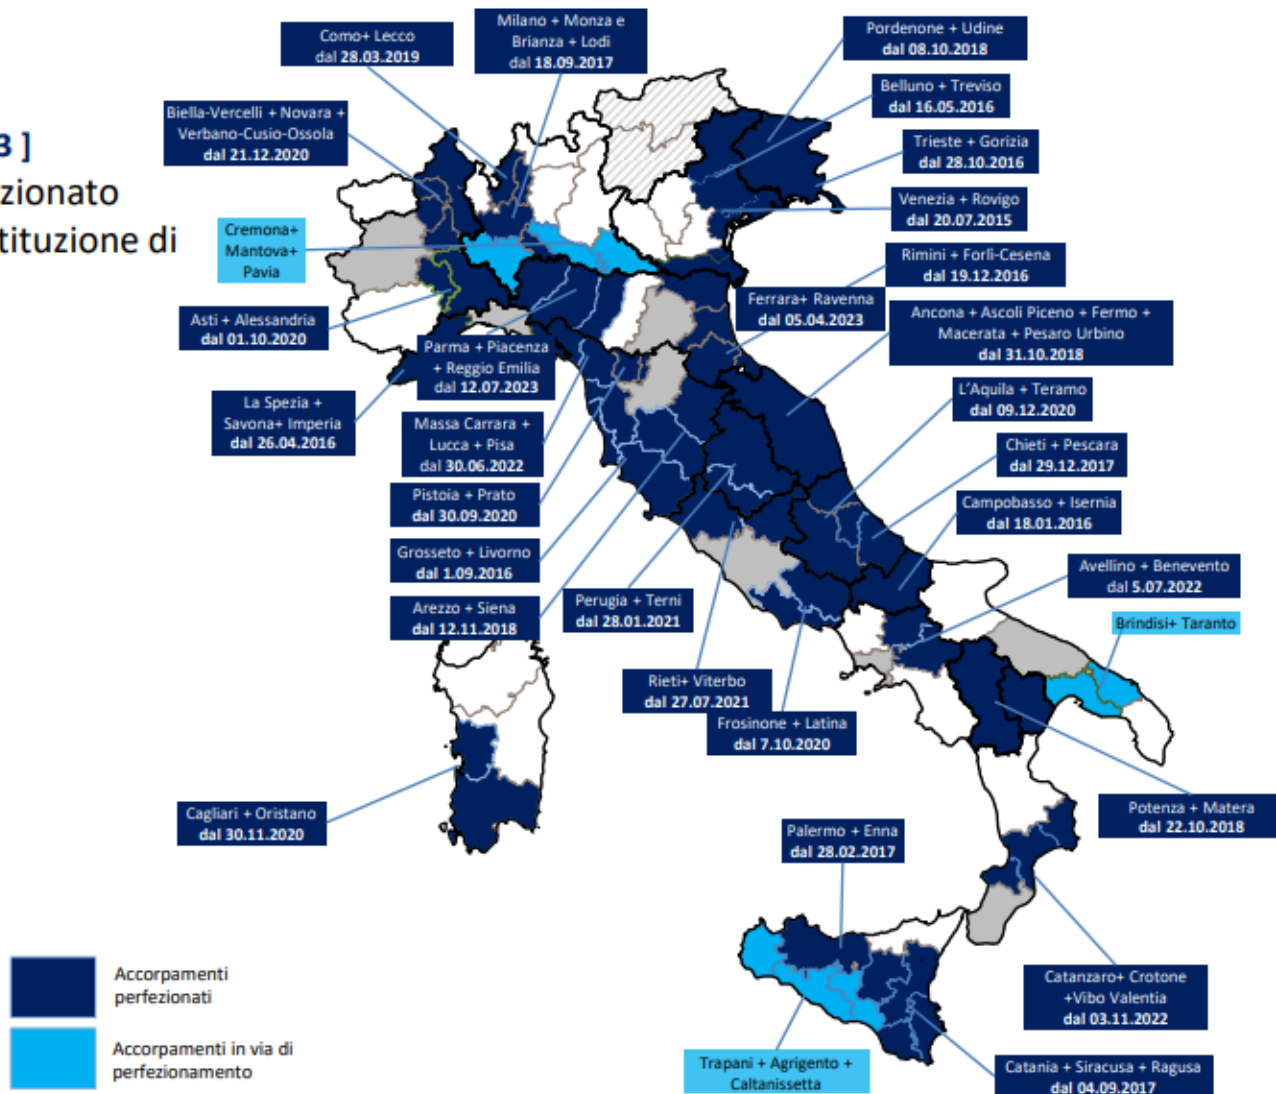 3 ]
zionato
stituzione di
Como+ Lecco
dal 28.03.2019
Milano + Monza e
Brianza + Lodi
dal 18.09.2017
Pordenone + Udine
dal 08.10.2018
Belluno + Treviso
dal 16.05.2016
Biella-Vercelli + Novara +
Verbano-Cusio-Ossola
dal 21.12.2020
Trieste + Gorizia
dal 28.10.2016
Venezia + Rovigo
dal 20.07.2015
Cremona+
Mantova+
Pavia
Rimini + Forlì-Cesena
dal 19.12.2016
Ferrara+ Ravenna
dal 05.04.2023
Ancona + Ascoli Piceno + Fermo +
Macerata + Pesaro Urbino
dal 31.10.2018
Asti + Alessandria
dal 01.10.2020
Parma + Piacenza
+ Reggio Emilia
dal 12.07.2023
L'Aquila + Teramo
dal 09.12.2020
La Spezia +
Savona+ Imperia
dal 26.04.2016
Massa Carrara +
Lucca + Pisa
dal 30.06.2022
Chieti + Pescara
dal 29.12.2017
Pistoia + Prato
dal 30.09.2020
Campobasso + Isernia
dal 18.01.2016
Grosseto + Livorno
dal 1.09.2016
Avellino + Benevento
dal 5.07.2022
Arezzo + Siena
dal 12.11.2018
Perugia + Terni
dal 28.01.2021
Brindisi+ Taranto
Rieti+ Viterbo
dal 27.07.2021
Frosinone + Latina
dal 7.10.2020
Cagliari + Oristano
dal 30.11.2020
Potenza + Matera
dal 22.10.2018
Palermo + Enna
dal 28.02.2017
Catanzaro+ Crotone
+Vibo Valentia
dal 03.11.2022
Trapani + Agrigento +
Caltanissetta
Catania + Siracusa + Ragusa
dal 04.09.2017
Accorpamenti
perfezionati
Accorpamenti in via di
perfezionamento